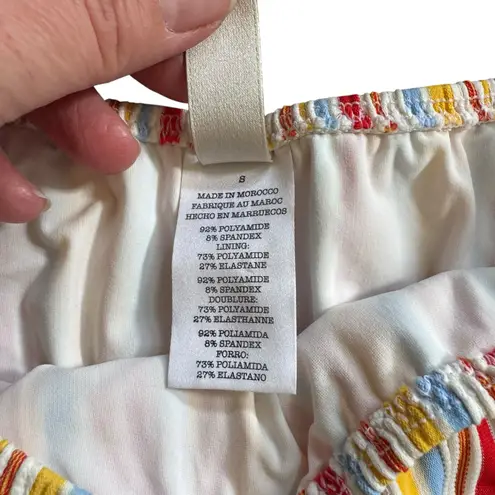 S
MADE IN MOROCCO
FABRIQUE AU MAROC
HECHO EN MARRUECOS
92% POLYAMIDE
8% SPANDEX
LINING:
73% POLYAMIDE
27% ELASTANE
92% POLYAMIDE
8% SPANDEX
DOUBLURE:
73% POLYAMIDE
27% ELASTHANNE
92% POLIAMIDA
8% SPANDEX
FORRO:
73% POLIAMIDA
27% ELASTANO